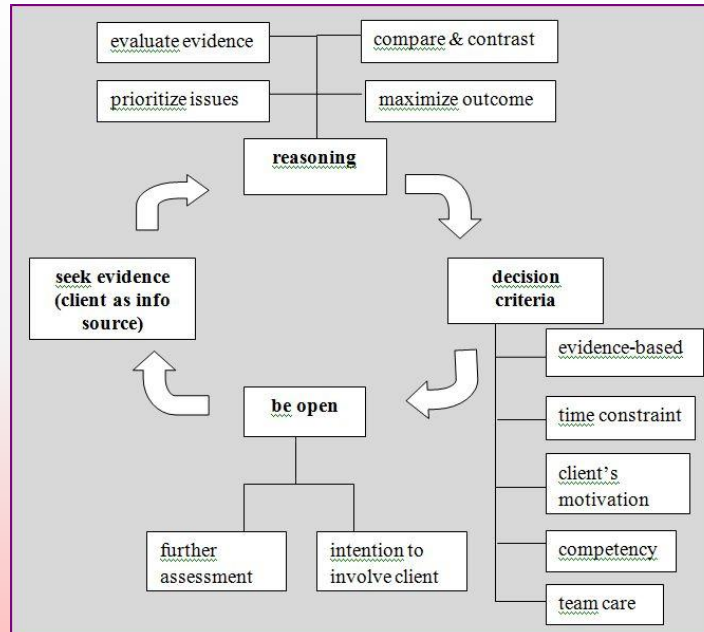 evaluate evidence
compare & contrast
prioritize issues
maximize outcome
reasoning
seek evidence
(client as info
source)
decision
criteria
evidence-based
time constraint
client's
motivation
competency
team care
be open
further
assessment
intention to
involve client